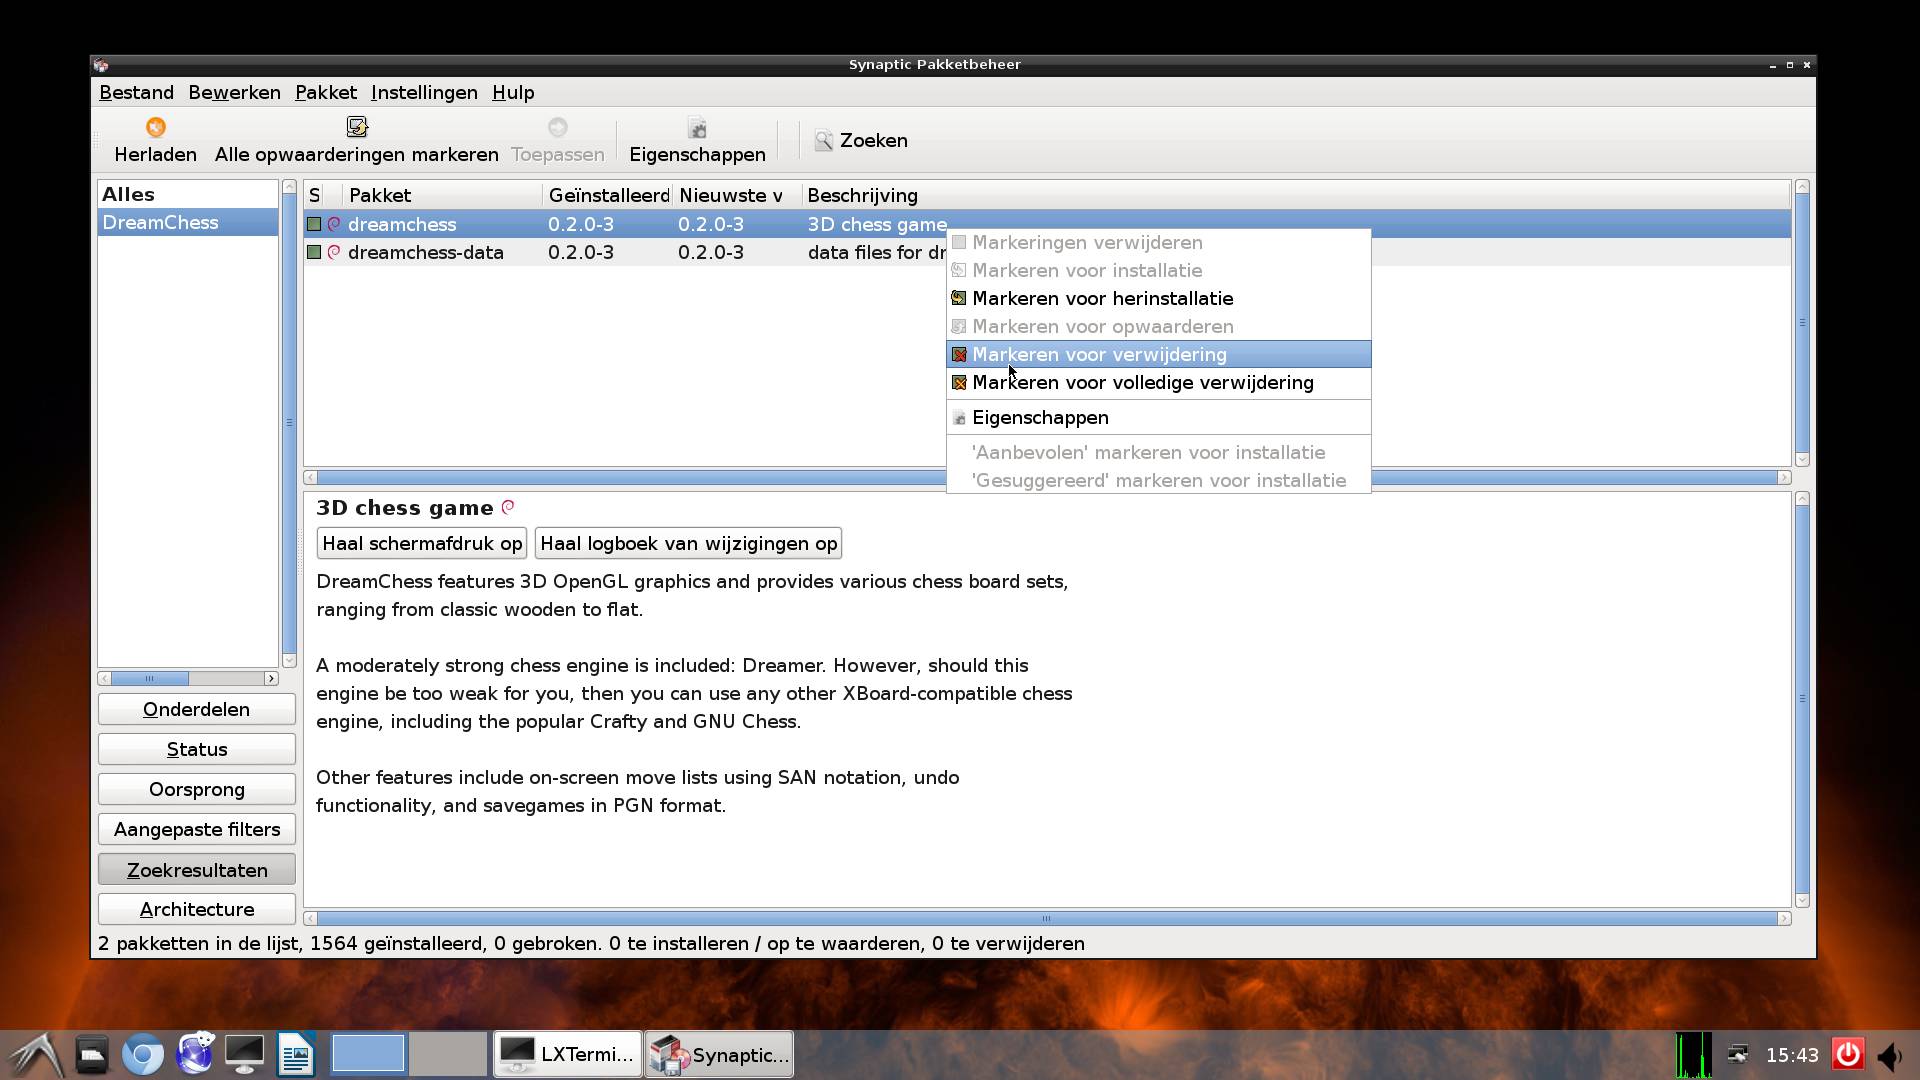 Synaptic Pakketbeheer
Bestand Bewerken Pakket Instellingen Hulp
Herladen Alle opwaarderingen markeren Toepassen Eigenschappen Zoeken
Alles
DreamChess
S Pakket Geïnstalleerd Nieuwste v Beschrijving
dreamchess 0.2.0-3 0.2.0-3 3D chess game
dreamchess-data 0.2.0-3 0.2.0-3 data files for dr
Markeringen verwijderen
Markeren voor installatie
Markeren voor herinstallatie
Markeren voor opwaarderen
Markeren voor verwijdering
Markeren voor volledige verwijdering
Eigenschappen
'Aanbevolen' markeren voor installatie
'Gesuggereerd' markeren voor installatie
3D chess game
Haal schermafdruk op Haal logboek van wijzigingen op
DreamChess features 3D OpenGL graphics and provides various chess board sets,
ranging from classic wooden to flat.
A moderately strong chess engine is included: Dreamer. However, should this
engine be too weak for you, then you can use any other XBoard-compatible chess
engine, including the popular Crafty and GNU Chess.
Other features include on-screen move lists using SAN notation, undo
functionality, and savegames in PGN format.
Onderdelen
Status
Oorsprong
Aangepaste filters
Zoekresultaten
Architecture
2 pakketten in de lijst, 1564 geïnstalleerd, 0 gebroken. 0 te installeren / op te waarderen, 0 te verwijderen
LXTermi... Synaptic... 15:43